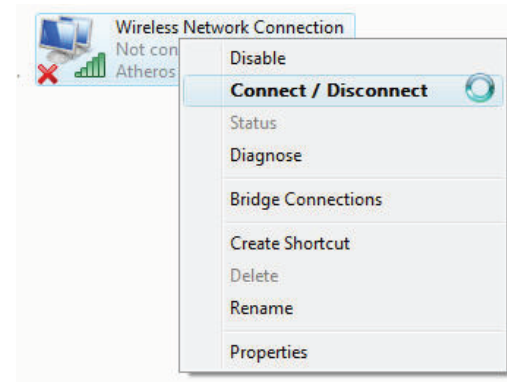 Wireless Network Connection
Not con
Atheros
Disable
Connect / Disconnect
Status
Diagnose
Bridge Connections
Create Shortcut
Delete
Rename
Properties